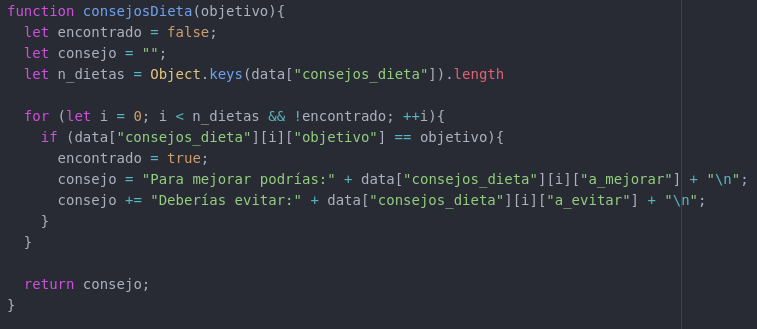 function consejosDieta(objetivo){
  let encontrado = false;
  let consejo = "";
  let n_dietas = Object.keys(data["consejos_dieta"]).length

  for (let i = 0; i < n_dietas && !encontrado; ++i){
    if (data["consejos_dieta"][i]["objetivo"] == objetivo){
      encontrado = true;
      consejo = "Para mejorar podrías:" + data["consejos_dieta"][i]["a_mejorar"] + "\n";
      consejo += "Deberías evitar:" + data["consejos_dieta"][i]["a_evitar"] + "\n";
    }
  }

  return consejo;
}